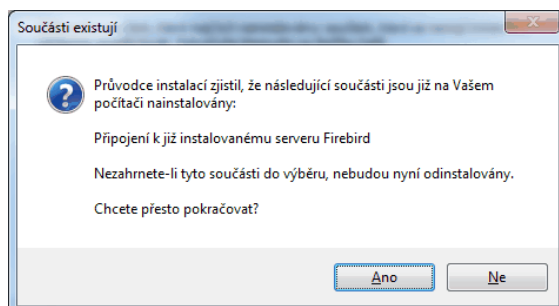 Součásti existují
Průvodce instalací zjistil, že následující součásti jsou již na Vašem
počítači nainstalovány:
Připojení k již instalovanému serveru Firebird
Nezahrnete-li tyto součásti do výběru, nebudou nyní odinstalovány.
Chcete přesto pokračovat?
Ano
Ne